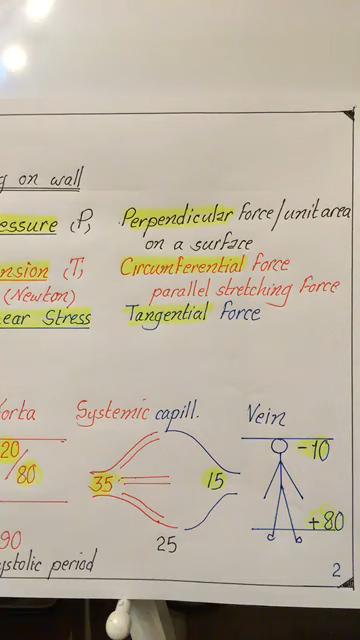 g on wall
essure (P)
Perpendicular force/unit area
on a surface
ension (T)
Circumferential force
(Newton)
parallel stretching force
ear Stress
Tangential force
orta
Systemic capill.
Vein
20/80
35
15
-10
+80
25
90
ystolic period
2